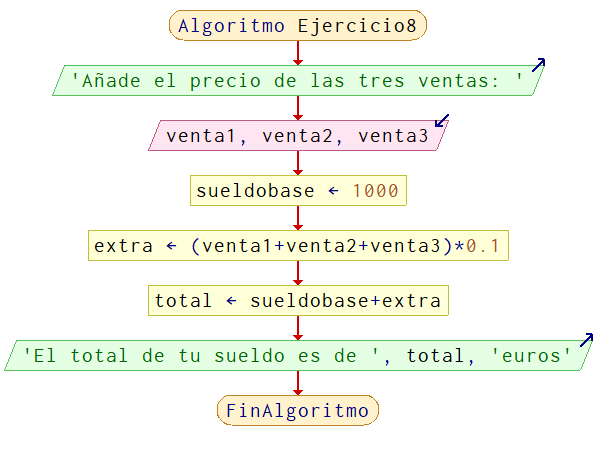 Algoritmo Ejercicio8
'Añade el precio de las tres ventas: '
venta1, venta2, venta3
sueldobase ← 1000
extra ← (venta1+venta2+venta3)*0.1
total ← sueldobase+extra
'El total de tu sueldo es de ', total, 'euros'
FinAlgoritmo